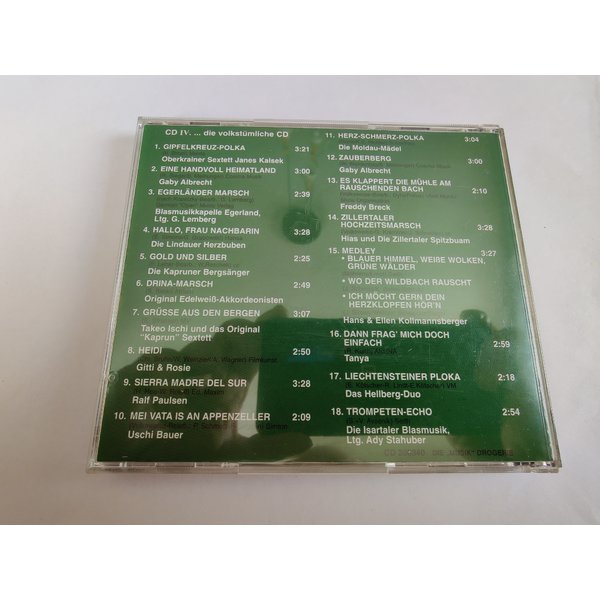 CD IV. ... die volkstümliche CD
1. GIPFELKREUZ-POLKA 3:21
Oberkrainer Sextett Janes Kalsek
2. EINE HANDVOLL HEIMATLAND 3:00
Gaby Albrecht
3. EGERLÄNDER MARSCH 2:39
Blasmusikkapelle Egerland,
Ltg. G. Lemberg
4. HALLO, FRAU NACHBARIN 3:28
Die Lindauer Herzbuben
5. GOLD UND SILBER 2:25
Die Kapruner Bergsänger
6. DRINA-MARSCH 2:49
Original Edelweiß-Akkordeonisten
7. GRÜSSE AUS DEN BERGEN 3:07
Takeo Ischi und das Original
"Kaprun" Sextett
8. HEIDI 2:50
Gitti & Rosie
9. SIERRA MADRE DEL SUR 3:28
Ralf Paulsen
10. MEI VATA IS AN APPENZELLER 2:09
Uschi Bauer
11. HERZ-SCHMERZ-POLKA 3:04
Die Moldau-Mädel
12. ZAUBERBERG 3:00
Gaby Albrecht
13. ES KLAPPERT DIE MÜHLE AM
RAUSCHENDEN BACH 2:10
Freddy Breck
14. ZILLERTALER
HOCHZEITSMARSCH 3:28
Hias und Die Zillertaler Spitzbuam
15. MEDLEY 3:27
• BLAUER HIMMEL, WEIßE WOLKEN,
GRÜNE WÄLDER
• WO DER WILDBACH RAUSCHT
• ICH MÖCHT GERN DEIN
HERZKLOPFEN HÖR'N
Hans & Ellen Kollmannsberger
16. DANN FRAG' MICH DOCH
EINFACH 2:59
Tanya
17. LIECHTENSTEINER PLOKA 2:18
Das Hellberg-Duo
18. TROMPETEN-ECHO 2:54
Die Isartaler Blasmusik,
Ltg. Ady Stahuber
DIE „MUSIK" DROGERIE